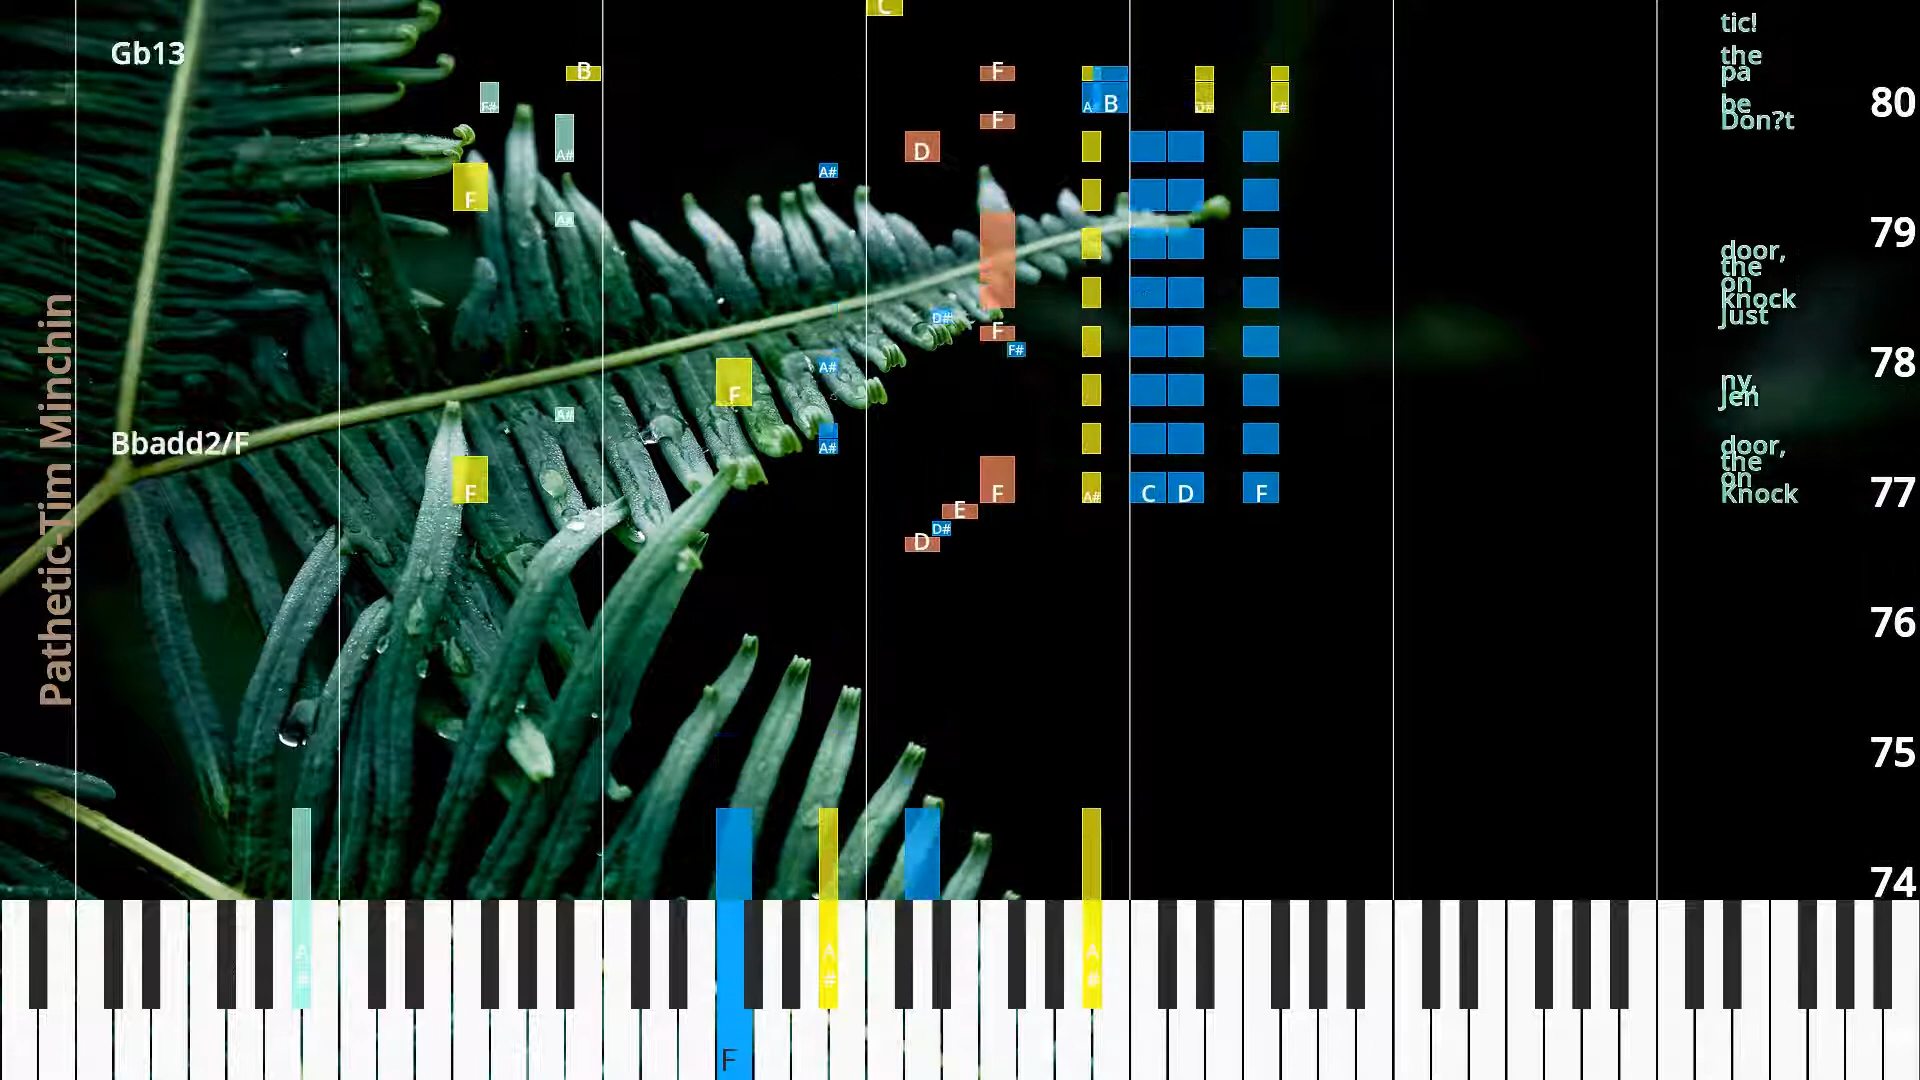 Pathetic-Tim Minchin
Gb13
Bbadd2/F
tic!
the
pa
be
Don?t
door,
the
on
knock
just
ny,
Jen
door,
the
on
Knock
80
79
78
77
76
75
74
C
B
F
F#
A#
B
D#
F#
F
A#
D
A#
F
A#
D#
F
F#
A#
F
A#
A#
F
F
A#
C
D
F
E
D#
D
A
#
A
#
A
#
F